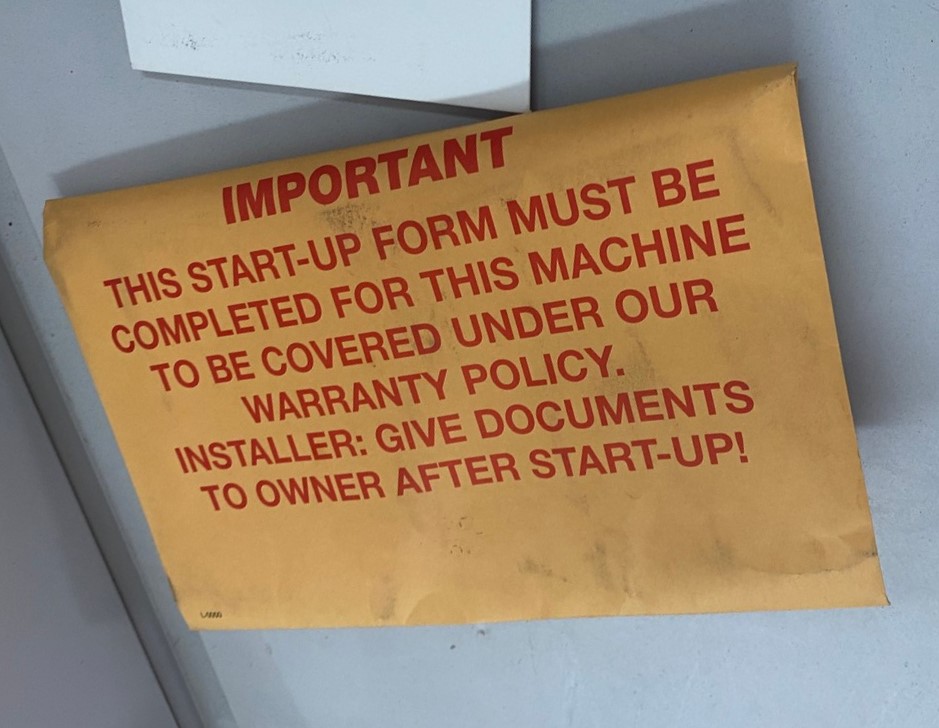 IMPORTANT
THIS START-UP FORM MUST BE
COMPLETED FOR THIS MACHINE
TO BE COVERED UNDER OUR
WARRANTY POLICY.
INSTALLER: GIVE DOCUMENTS
TO OWNER AFTER START-UP!